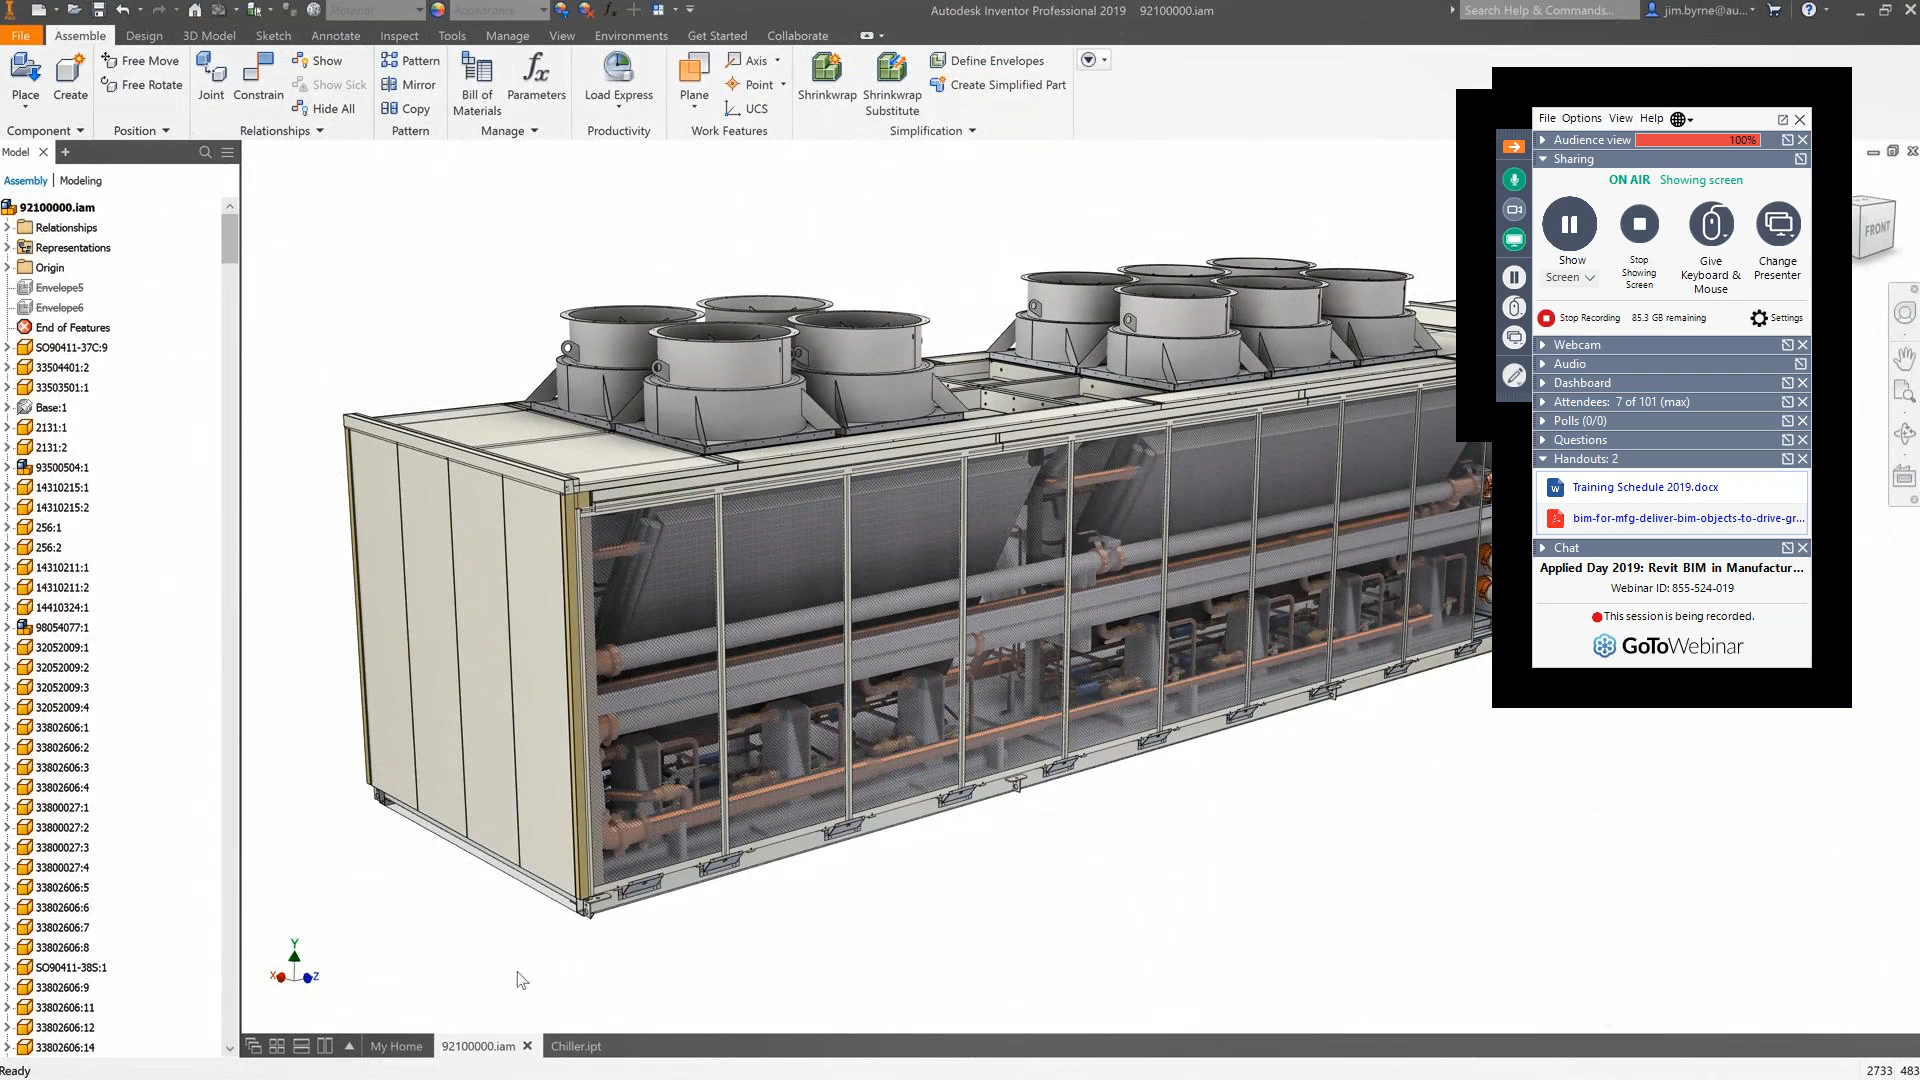 Material
Appearance
Autodesk Inventor Professional 2019 92100000.iam
Search Help & Commands...
jim.byrne@au...
File Assemble Design 3D Model Sketch Annotate Inspect Tools Manage View Environments Get Started Collaborate
Place
Create
Free Move
Free Rotate
Joint
Constrain
Show
Show Sick
Hide All
Pattern
Mirror
Copy
Bill of
Materials
fx
Parameters
Load Express
Plane
Axis
Point
UCS
Shrinkwrap
Shrinkwrap
Substitute
Define Envelopes
Create Simplified Part
Component
Position
Relationships
Pattern
Manage
Productivity
Work Features
Simplification
Model
Assembly | Modeling
92100000.iam
Relationships
Representations
Origin
Envelope5
Envelope6
End of Features
SO90411-37C:9
33504401:2
33503501:1
Base:1
2131:1
2131:2
93500504:1
14310215:1
14310215:2
256:1
256:2
14310211:1
14310211:2
14410324:1
98054077:1
32052009:1
32052009:2
32052009:3
32052009:4
33802606:1
33802606:2
33802606:3
33802606:4
33800027:1
33800027:2
33800027:3
33800027:4
33802606:5
33802606:6
33802606:7
33802606:8
SO90411-38S:1
33802606:9
33802606:11
33802606:12
33802606:14
File Options View Help
Audience view 100%
Sharing
ON AIR Showing screen
Show
Screen
Stop
Showing
Screen
Give
Keyboard &
Mouse
Change
Presenter
Stop Recording 85.3 GB remaining Settings
Webcam
Audio
Dashboard
Attendees: 7 of 101 (max)
Polls (0/0)
Questions
Handouts: 2
Training Schedule 2019.docx
bim-for-mfg-deliver-bim-objects-to-drive-gr...
Chat
Applied Day 2019: Revit BIM in Manufactur...
Webinar ID: 855-524-019
This session is being recorded.
GoToWebinar
FRONT
Y
X
Z
My Home 92100000.iam Chiller.ipt
Ready
2733 483